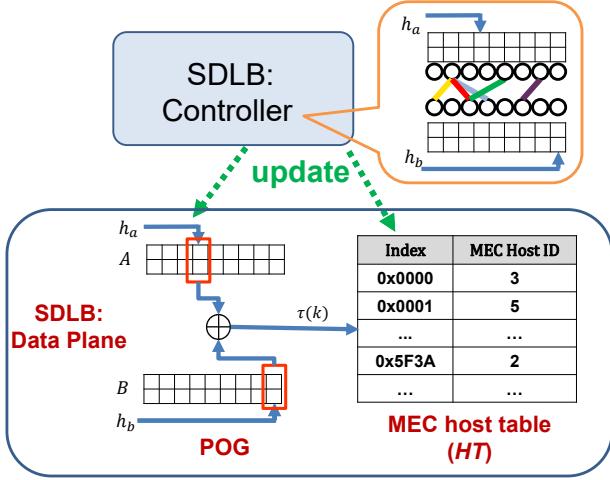 SDLB:
Controller
h_a
h_b
update
h_a
A
SDLB:
Data Plane
τ(k)
B
h_b
POG
Index MEC Host ID
0x0000 3
0x0001 5
... ...
0x5F3A 2
... ...
MEC host table
(HT)